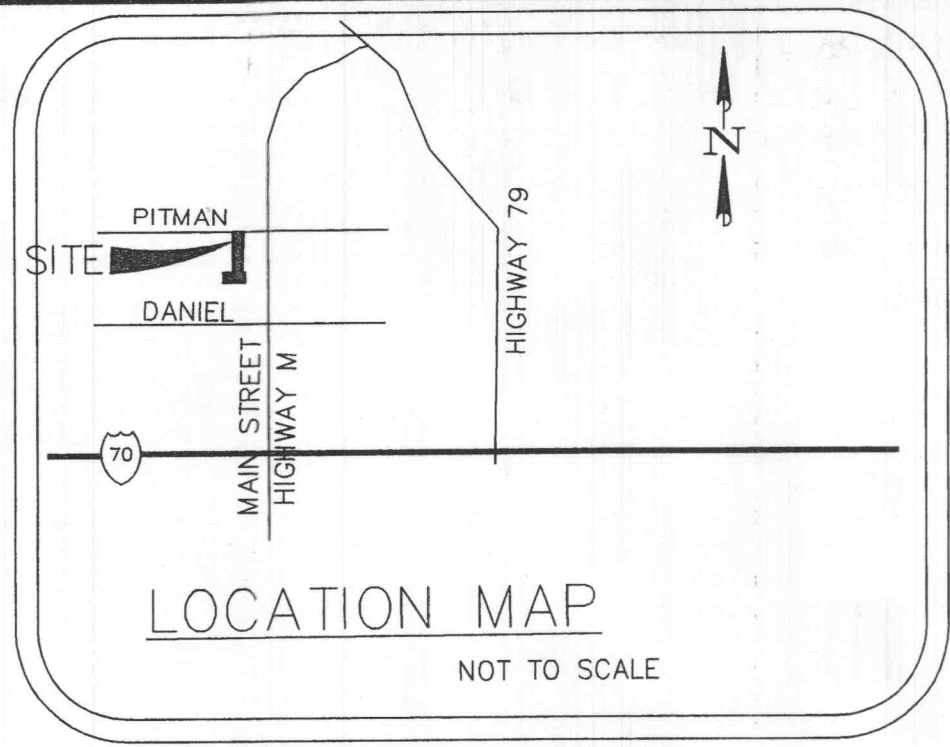 N
PITMAN
SITE
DANIEL
HIGHWAY 79
MAIN STREET
HIGHWAY M
70
LOCATION MAP
NOT TO SCALE